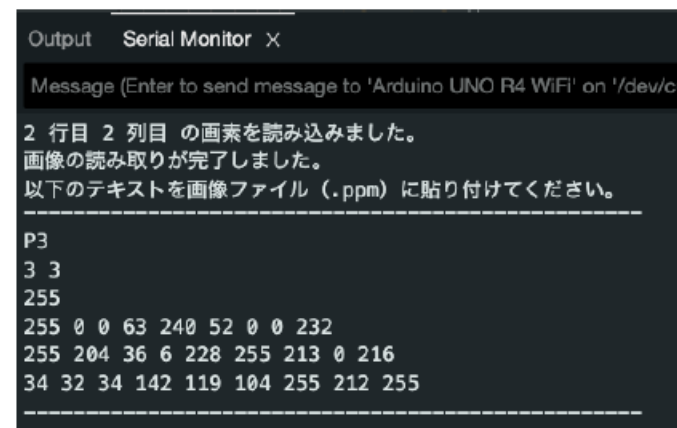 Output Serial Monitor ×
Message (Enter to send message to 'Arduino UNO R4 WiFi' on '/dev/c
2 行目 2 列目 の画素を読み込みました。
画像の読み取りが完了しました。
以下のテキストを画像ファイル (.ppm) に貼り付けてください。
--------------------------------------------------
P3
3 3
255
255 0 0 63 240 52 0 0 232
255 204 36 6 228 255 213 0 216
34 32 34 142 119 104 255 212 255
--------------------------------------------------